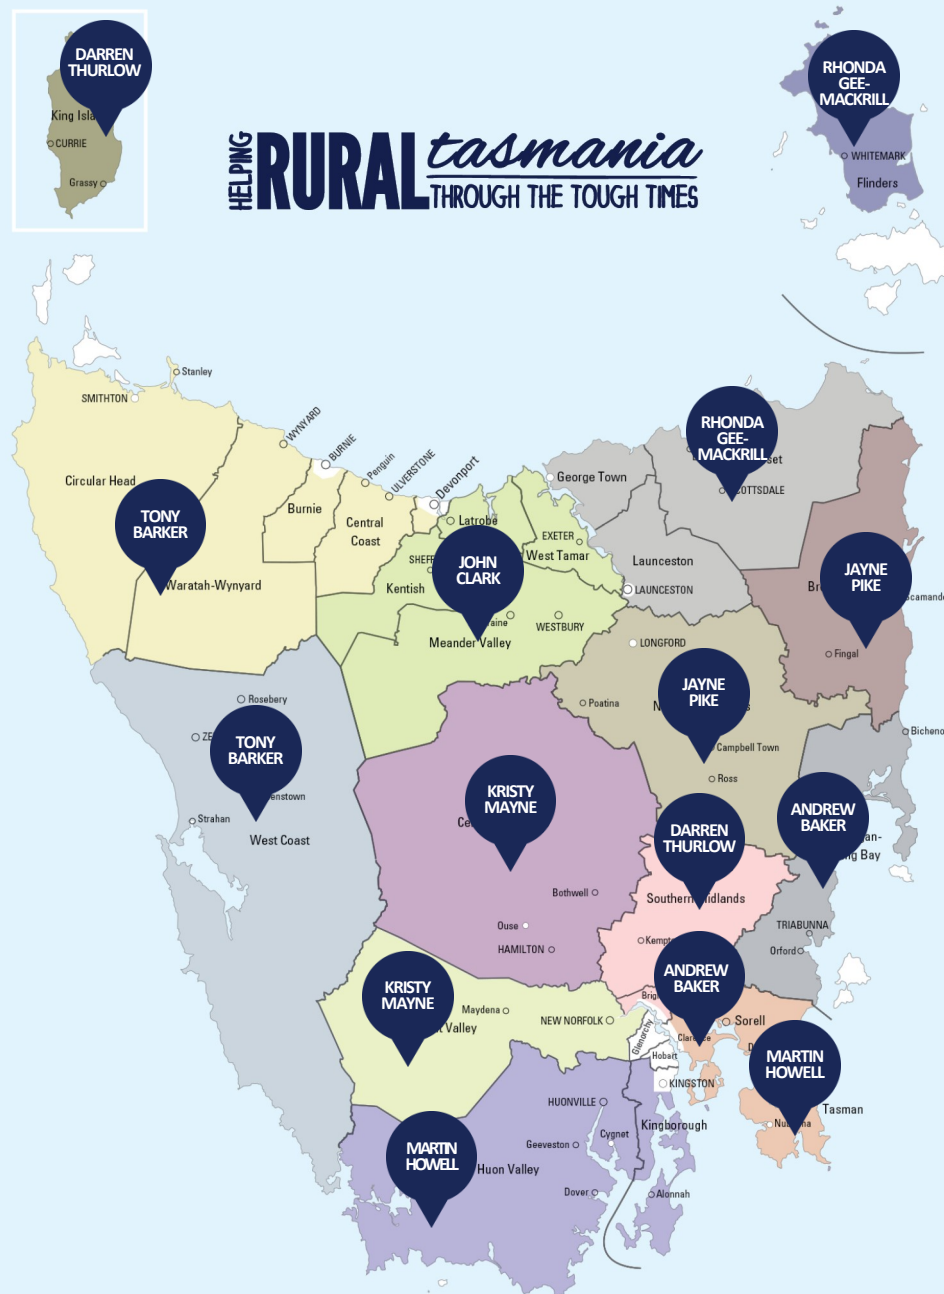 DARREN
THURLOW
King
CURRIE
Grassy
RHONDA
GEE-
MACKRILL
WHITEMARK
Flinders
HELPING
RURAL tasmania
THROUGH THE TOUGH TIMES
Stanley
SMITHTON
WYNYARD
BURNIE
Penguin
ULVERSTONE
Devonport
Circular Head
TONY
BARKER
Burnie
Central
Coast
Waratah-Wynyard
Latrobe
EXETER
West Tamar
Kentish
JOHN
CLARK
WESTBURY
Meander Valley
George Town
RHONDA
GEE-
MACKRILL
Launceston
LAUNCESTON
JAYNE
PIKE
Fingal
LONGFORD
Poatina
JAYNE
PIKE
Campbell Town
Ross
Bicheno
Rosebery
TONY
BARKER
Strahan
West Coast
KRISTY
MAYNE
Bothwell
Ouse
HAMILTON
ANDREW
BAKER
TRIABUNNA
Orford
DARREN
THURLOW
Southern
ANDREW
BAKER
Sorell
KRISTY
MAYNE
Maydena
Valley
NEW NORFOLK
Glenorchy
Hobart
KINGSTON
MARTIN
HOWELL
Tasman
HUONVILLE
Cygnet
Geeveston
Kingborough
MARTIN
HOWELL
Huon Valley
Dover
Alonnah